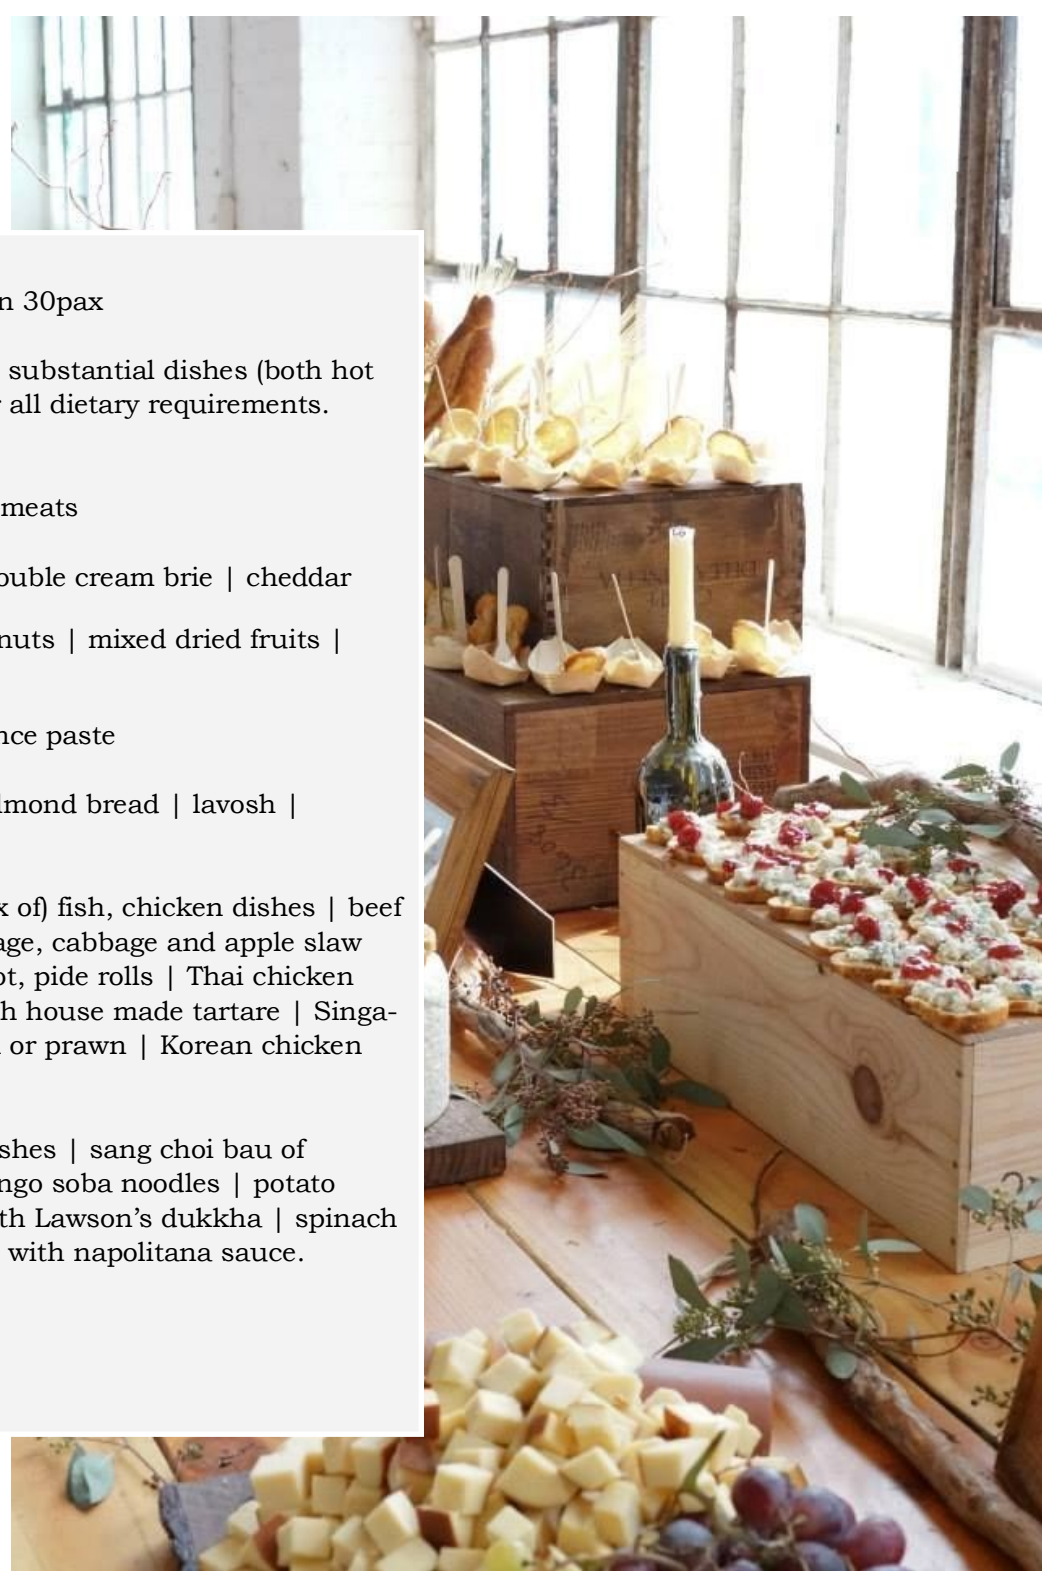 n 30pax
substantial dishes (both hot
all dietary requirements.
meats
ouble cream brie | cheddar
nuts | mixed dried fruits |
nce paste
lmond bread | lavosh |
x of) fish, chicken dishes | beef
age, cabbage and apple slaw
ot, pide rolls | Thai chicken
h house made tartare | Singa-
or prawn | Korean chicken
shes | sang choi bau of
ngo soba noodles | potato
th Lawson’s dukkha | spinach
with napolitana sauce.